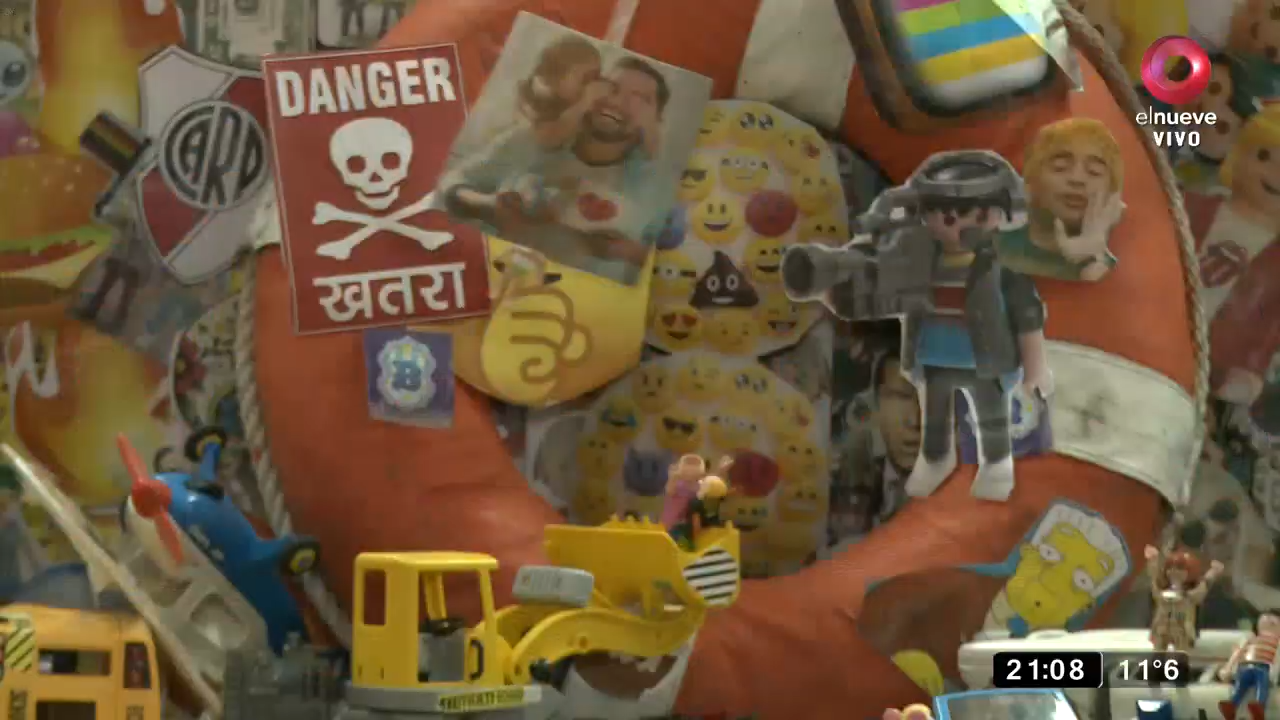 DANGER
खतरा
CARP
B
elnueve
VIVO
21:08
11°6